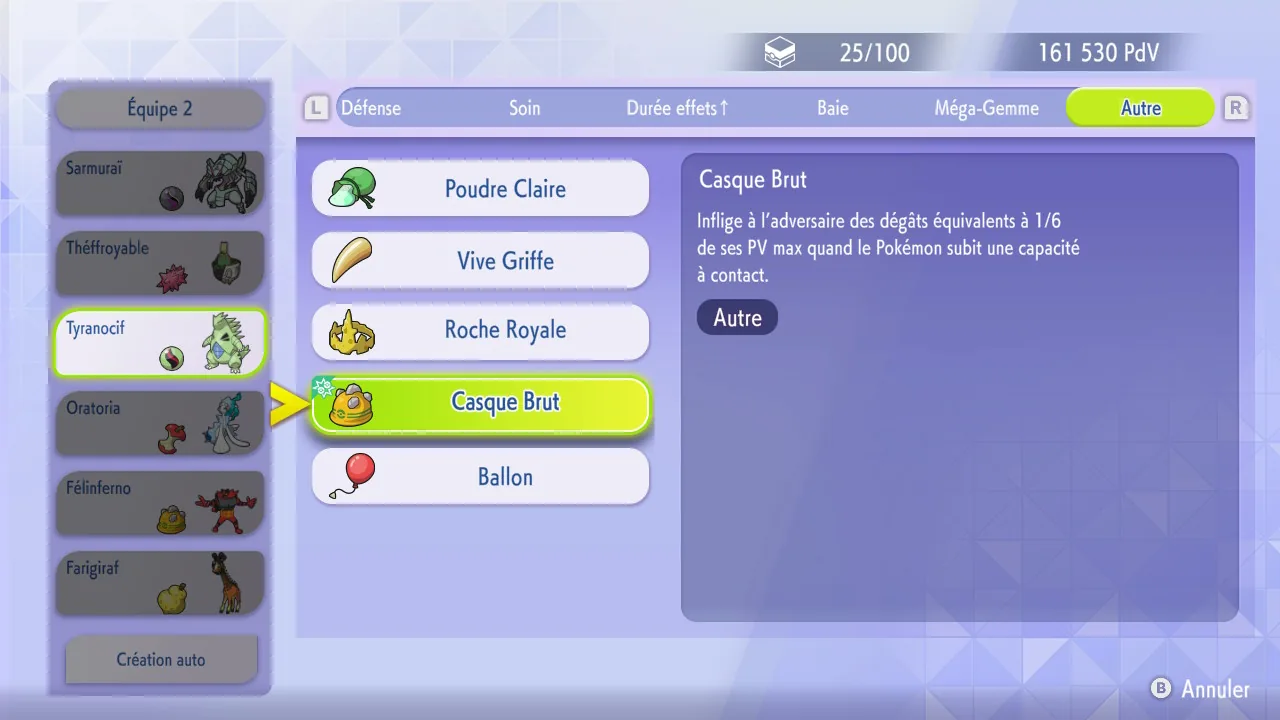 25/100
161 530 PdV
Équipe 2
L Défense Soin Durée effets↑ Baie Méga-Gemme Autre R
Sarmuraï
Théffroyable
Tyranocif
Oratoria
Félinferno
Farigiraf
Création auto
Poudre Claire
Vive Griffe
Roche Royale
Casque Brut
Ballon
Casque Brut
Inflige à l'adversaire des dégâts équivalents à 1/6
de ses PV max quand le Pokémon subit une capacité
à contact.
Autre
B Annuler